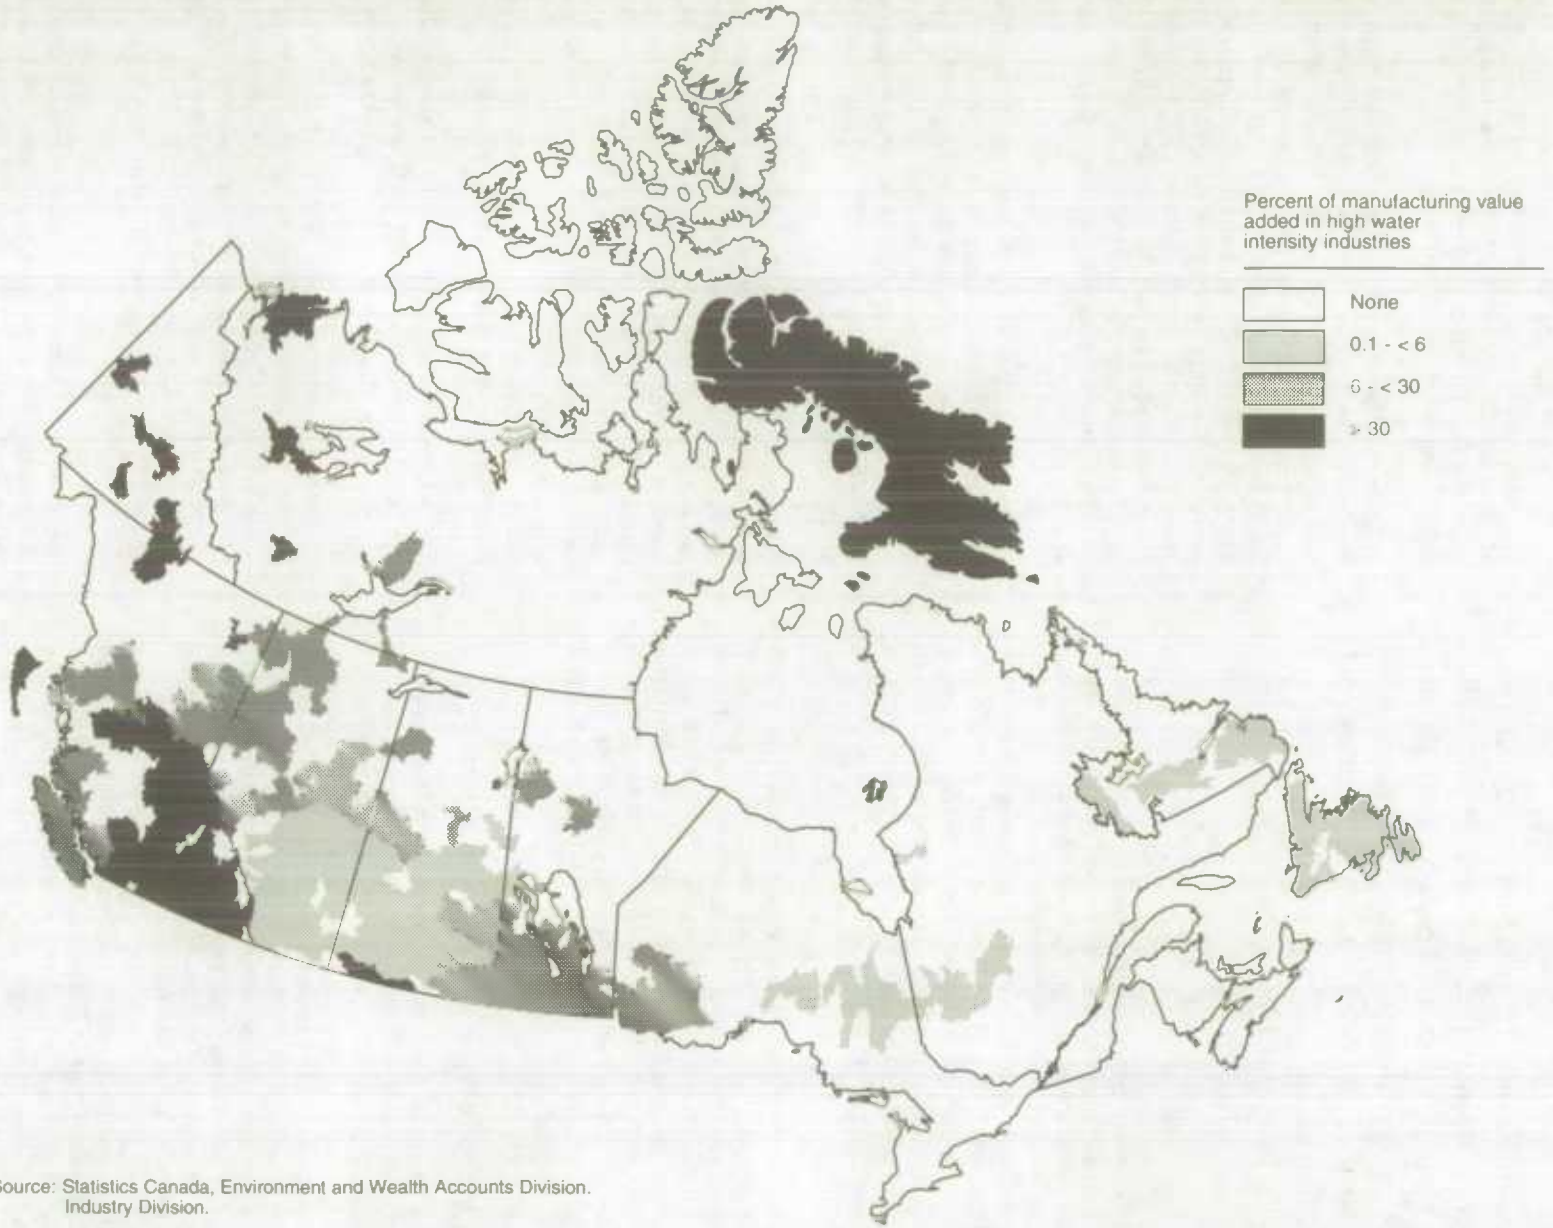 Percent of manufacturing value
added in high water
intensity industries
None
0.1 - < 6
6 - < 30
> 30
Source: Statistics Canada, Environment and Wealth Accounts Division.
Industry Division.